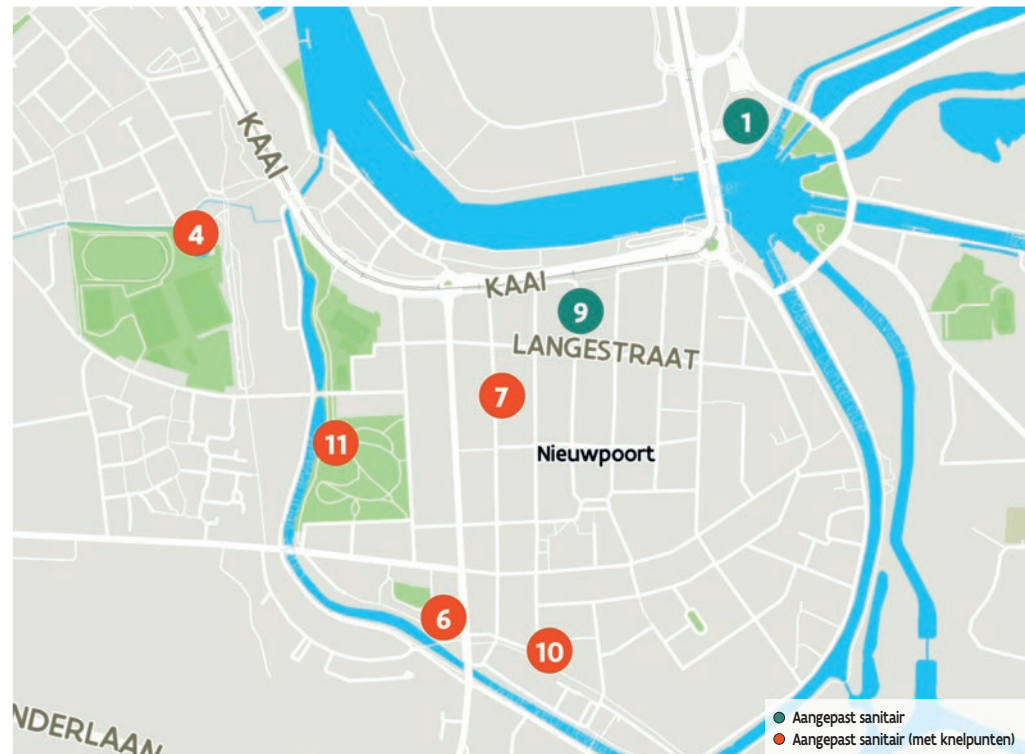 KAAI
1
4
KAAI
9
LANGESTRAAT
7
Nieuwpoort
11
6
10
NDERLAAN
Aangepast sanitair
Aangepast sanitair (met knelpunten)